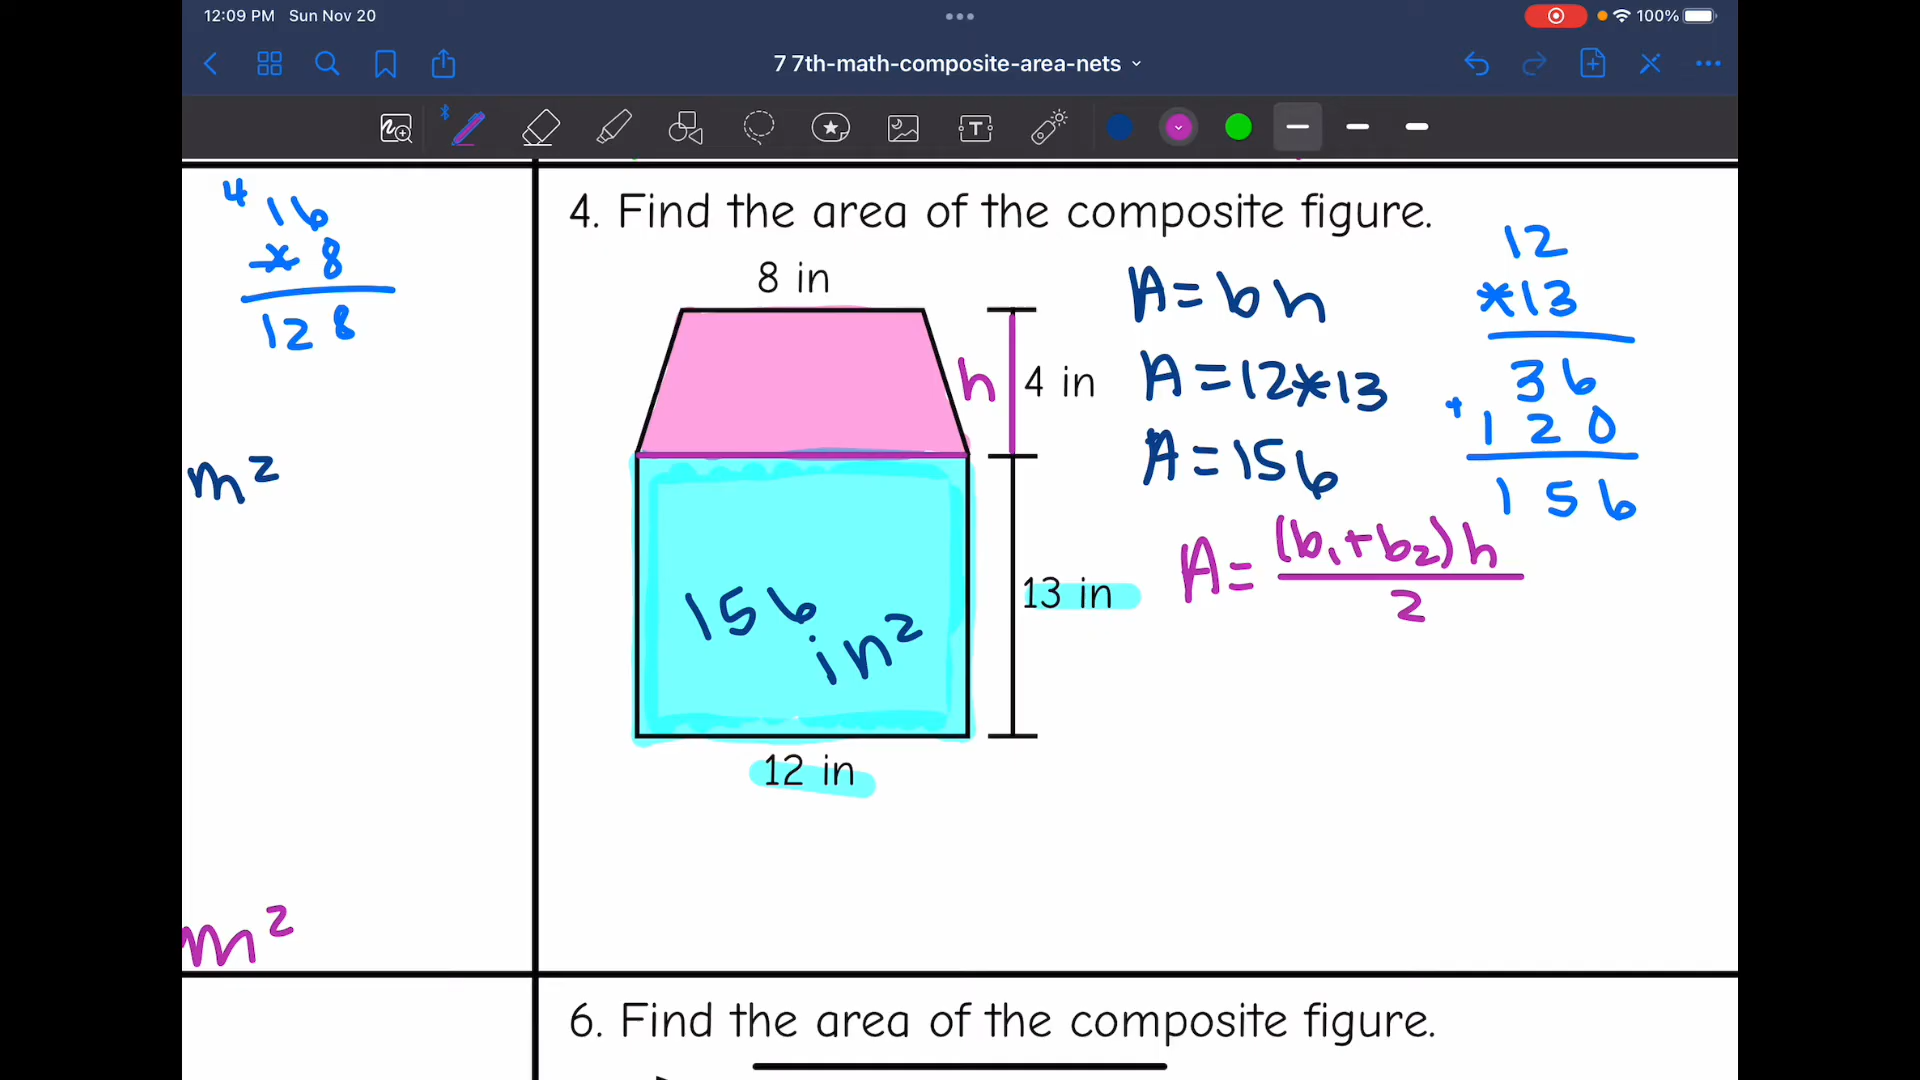 12:09 PM Sun Nov 20
100%
7 7th-math-composite-area-nets
T
4
16
* 8
128
m²
m²
4. Find the area of the composite figure.
8 in
h
4 in
13 in
156
in²
12 in
A = bh
A = 12*13
A = 156
A = (b₁+b₂)h
2
12
*13
36
+120
156
6. Find the area of the composite figure.